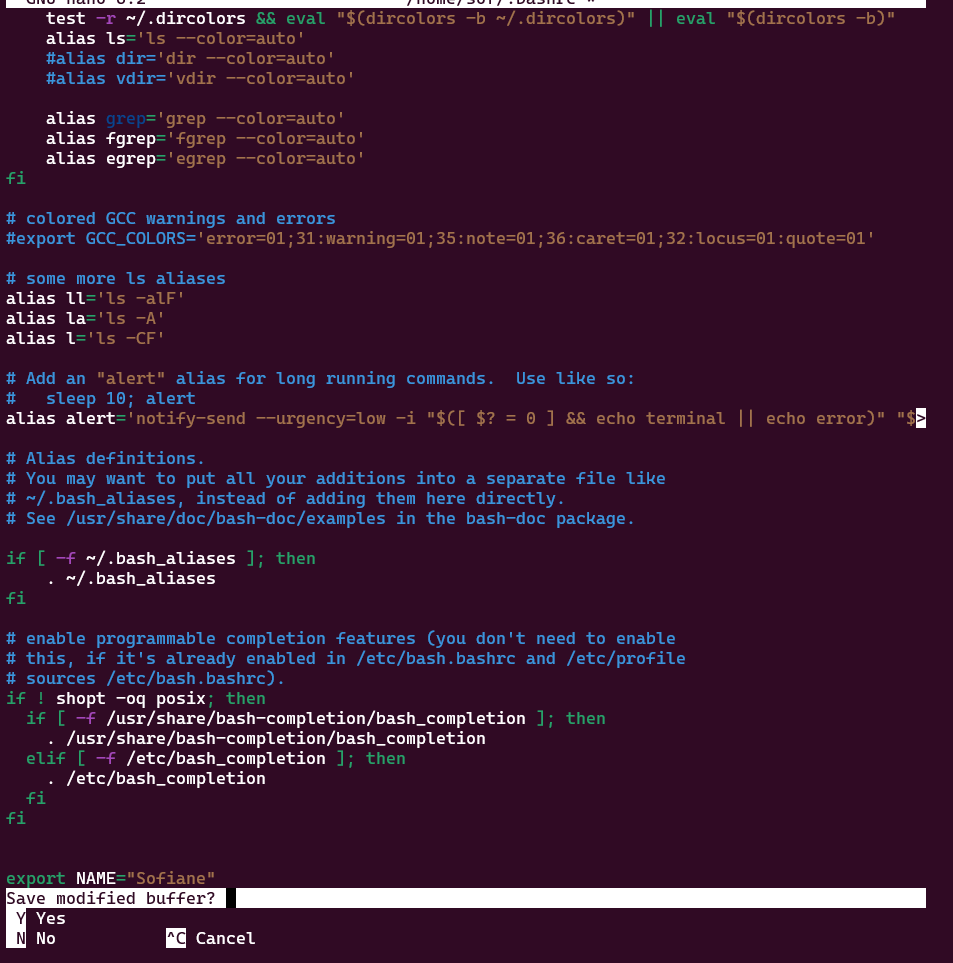 GNU nano 6.2 /home/sof/.bashrc *
    test -r ~/.dircolors && eval "$(dircolors -b ~/.dircolors)" || eval "$(dircolors -b)"
    alias ls='ls --color=auto'
    #alias dir='dir --color=auto'
    #alias vdir='vdir --color=auto'

    alias grep='grep --color=auto'
    alias fgrep='fgrep --color=auto'
    alias egrep='egrep --color=auto'
fi

# colored GCC warnings and errors
#export GCC_COLORS='error=01;31:warning=01;35:note=01;36:caret=01;32:locus=01:quote=01'

# some more ls aliases
alias ll='ls -alF'
alias la='ls -A'
alias l='ls -CF'

# Add an "alert" alias for long running commands.  Use like so:
#   sleep 10; alert
alias alert='notify-send --urgency=low -i "$([ $? = 0 ] && echo terminal || echo error)" "$>

# Alias definitions.
# You may want to put all your additions into a separate file like
# ~/.bash_aliases, instead of adding them here directly.
# See /usr/share/doc/bash-doc/examples in the bash-doc package.

if [ -f ~/.bash_aliases ]; then
    . ~/.bash_aliases
fi

# enable programmable completion features (you don't need to enable
# this, if it's already enabled in /etc/bash.bashrc and /etc/profile
# sources /etc/bash.bashrc).
if ! shopt -oq posix; then
  if [ -f /usr/share/bash-completion/bash_completion ]; then
    . /usr/share/bash-completion/bash_completion
  elif [ -f /etc/bash_completion ]; then
    . /etc/bash_completion
  fi
fi


export NAME="Sofiane"
Save modified buffer?
 Y Yes
 N No           ^C Cancel